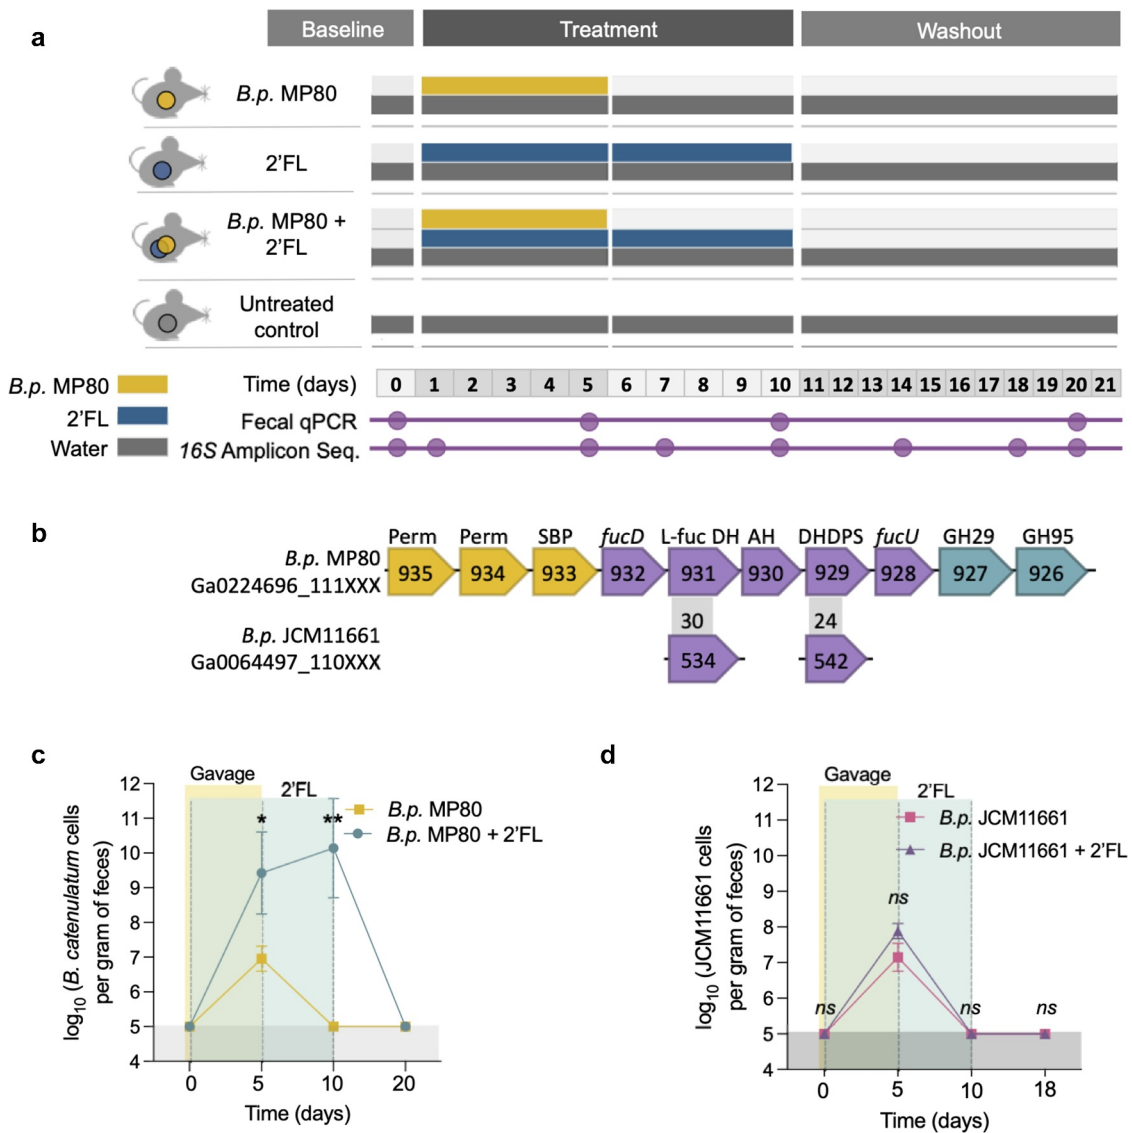 a
Baseline
Treatment
Washout
B.p. MP80
2'FL
B.p. MP80 +
2'FL
Untreated
control
B.p. MP80
2'FL
Water
Time (days)
0 1 2 3 4 5 6 7 8 9 10 11 12 13 14 15 16 17 18 19 20 21
Fecal qPCR
16S Amplicon Seq.
b
Perm Perm SBP fucD L-fuc DH AH DHDPS fucU GH29 GH95
B.p. MP80
Ga0224696_111XXX
935 934 933 932 931 930 929 928 927 926
30 24
B.p. JCM11661
Ga0064497_110XXX
534 542
c
Gavage
2'FL
B.p. MP80
B.p. MP80 + 2'FL
* **
log10 (B. catenulatum cells
per gram of feces)
12
11
10
9
8
7
6
5
4
0 5 10 20
Time (days)
d
Gavage
2'FL
B.p. JCM11661
B.p. JCM11661 + 2'FL
ns
ns ns ns
log10 (JCM11661 cells
per gram of feces)
12
11
10
9
8
7
6
5
4
0 5 10 18
Time (days)